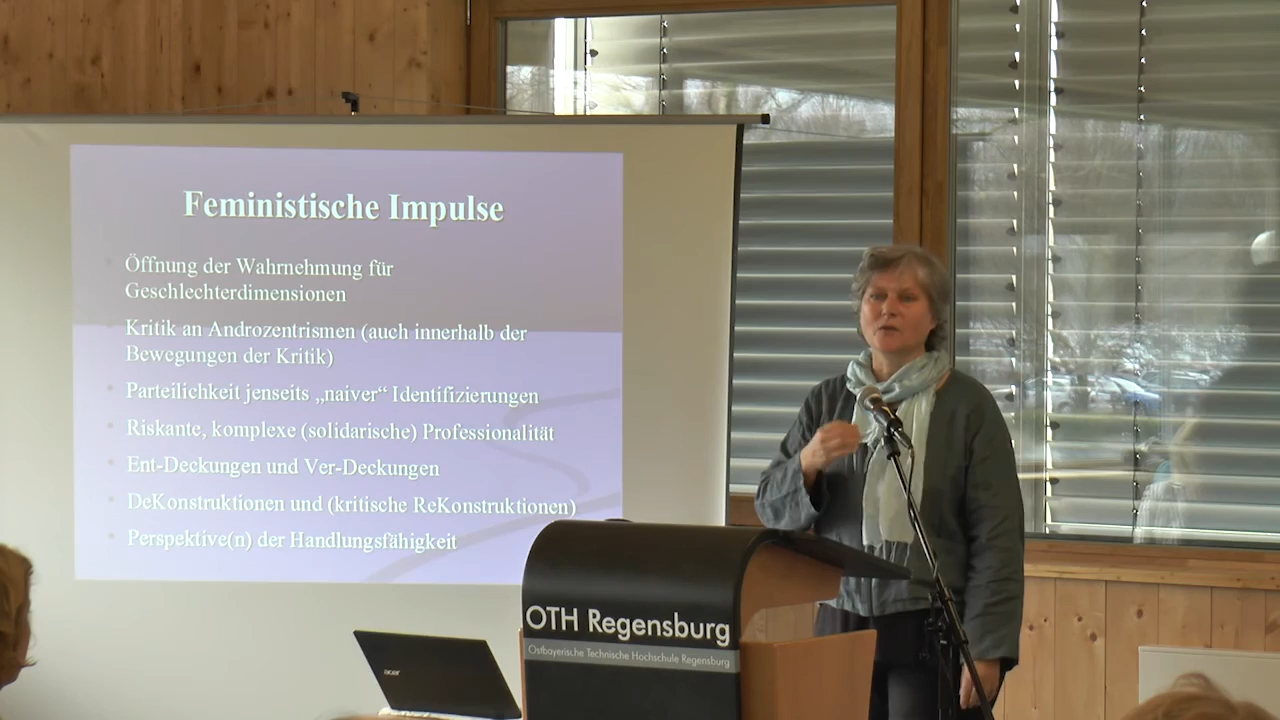 Feministische Impulse
Öffnung der Wahrnehmung für
Geschlechterdimensionen
Kritik an Androzentrismen (auch innerhalb der
Bewegungen der Kritik)
Parteilichkeit jenseits „naiver“ Identifizierungen
Riskante, komplexe (solidarische) Professionalität
Ent-Deckungen und Ver-Deckungen
DeKonstruktionen und (kritische ReKonstruktionen)
Perspektive(n) der Handlungsfähigkeit
OTH Regensburg
Ostbayerische Technische Hochschule Regensburg
acer